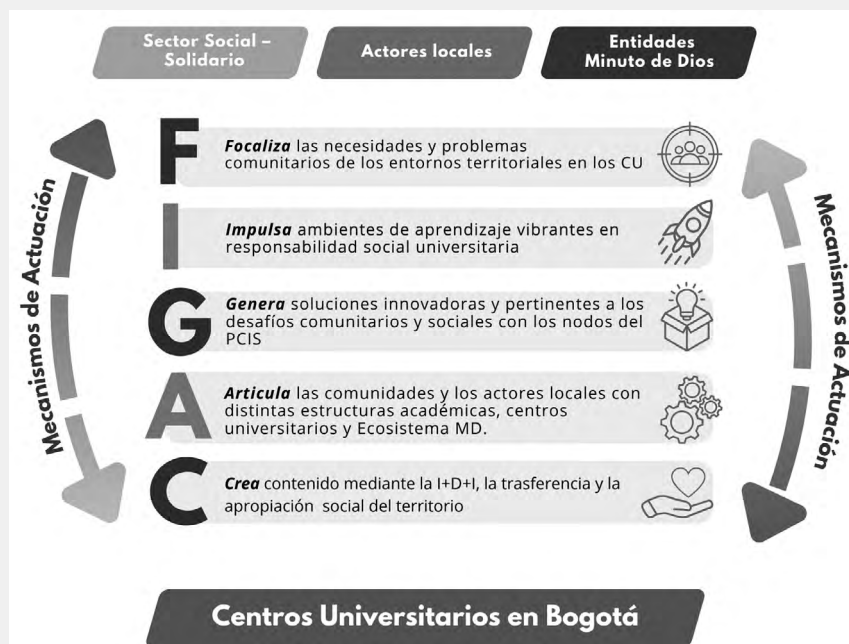 Sector Social –
Solidario
Actores locales
Entidades
Minuto de Dios
Mecanismos de Actuación
F
Focaliza las necesidades y problemas
comunitarios de los entornos territoriales en los CU
I
Impulsa ambientes de aprendizaje vibrantes en
responsabilidad social universitaria
G
Genera soluciones innovadoras y pertinentes a los
desafíos comunitarios y sociales con los nodos del
PCIS
A
Articula las comunidades y los actores locales con
distintas estructuras académicas, centros
universitarios y Ecosistema MD.
C
Crea contenido mediante la I+D+I, la trasferencia y la
apropiación social del territorio
Mecanismos de Actuación
Centros Universitarios en Bogotá